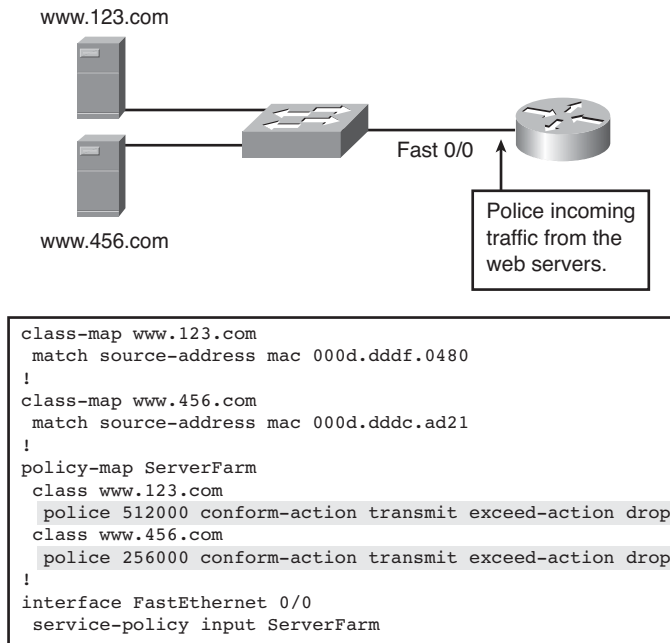 www.123.com
www.456.com
Fast 0/0
Police incoming
traffic from the
web servers.
class-map www.123.com
match source-address mac 000d.dddf.0480
!
class-map www.456.com
match source-address mac 000d.dddc.ad21
!
policy-map ServerFarm
class www.123.com
police 512000 conform-action transmit exceed-action drop
class www.456.com
police 256000 conform-action transmit exceed-action drop
!
interface FastEthernet 0/0
service-policy input ServerFarm